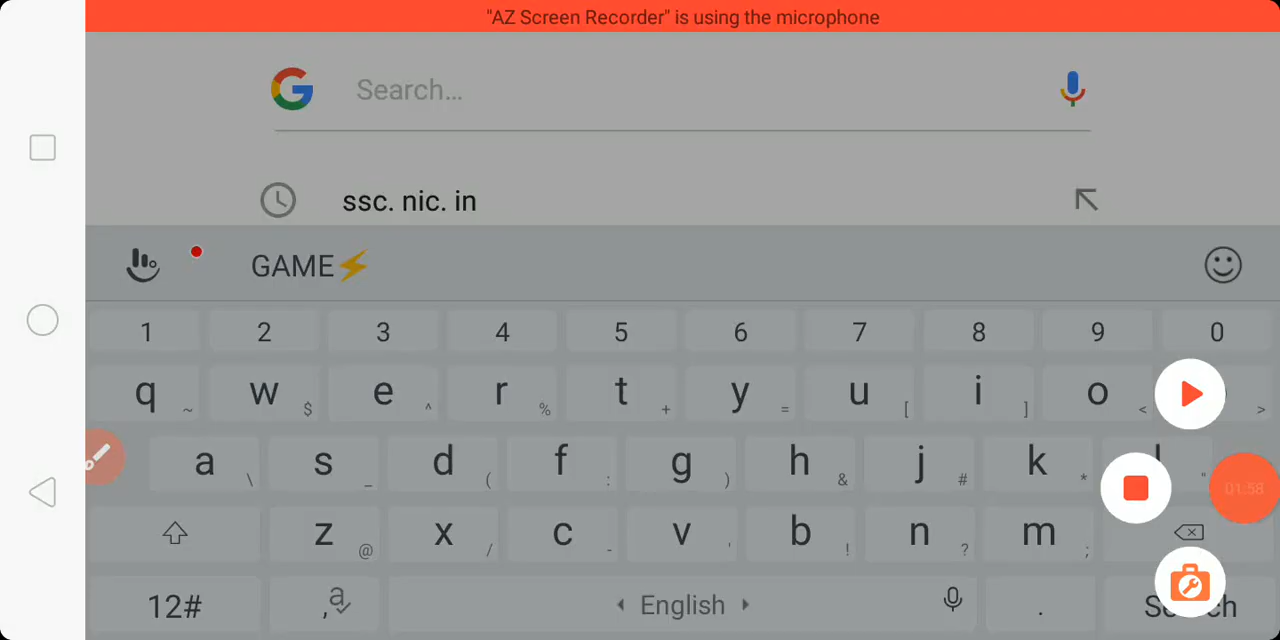 "AZ Screen Recorder" is using the microphone
Search...
ssc. nic. in
GAME⚡
1 2 3 4 5 6 7 8 9 0
q ~ w $ e ^ r % t + y = u [ i ] o < >
a \ s _ d ( f : g ) h & j # k * l "
01:58
z @ x / c - v ' b ! n ? m ;
12# , a English . Search